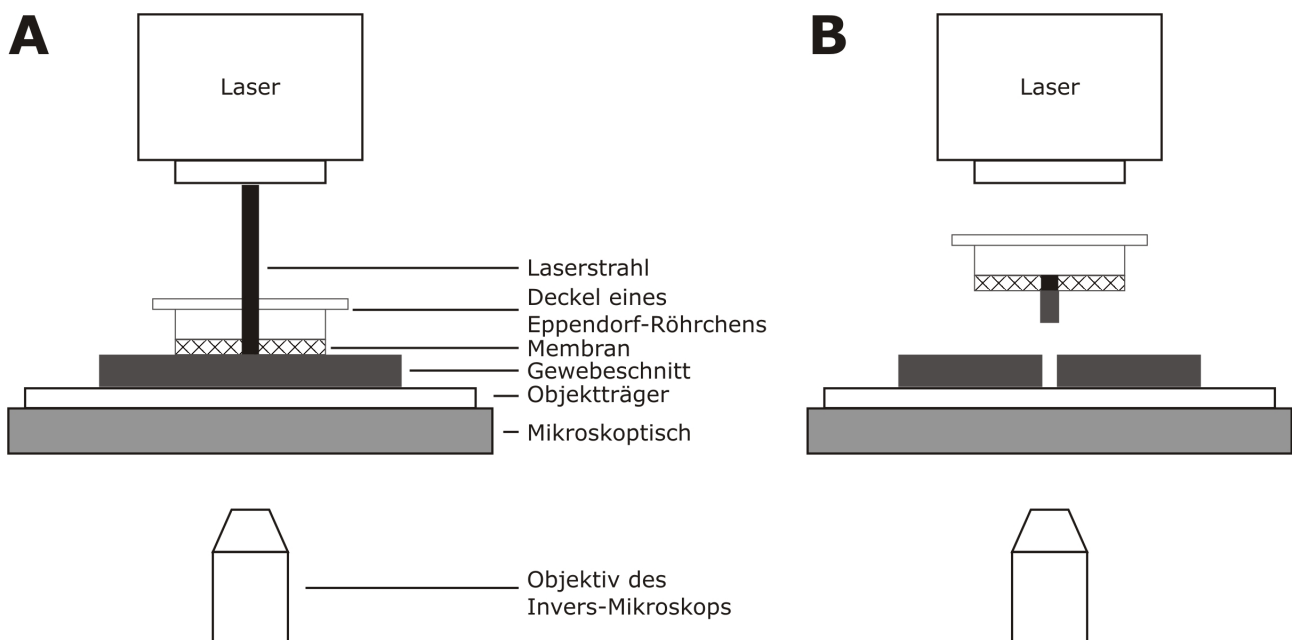 A
B
Laser
Laser
Laserstrahl
Deckel eines
Eppendorf-Röhrchens
Membran
Gewebeschnitt
Objektträger
Mikroskoptisch
Objektiv des
Invers-Mikroskops